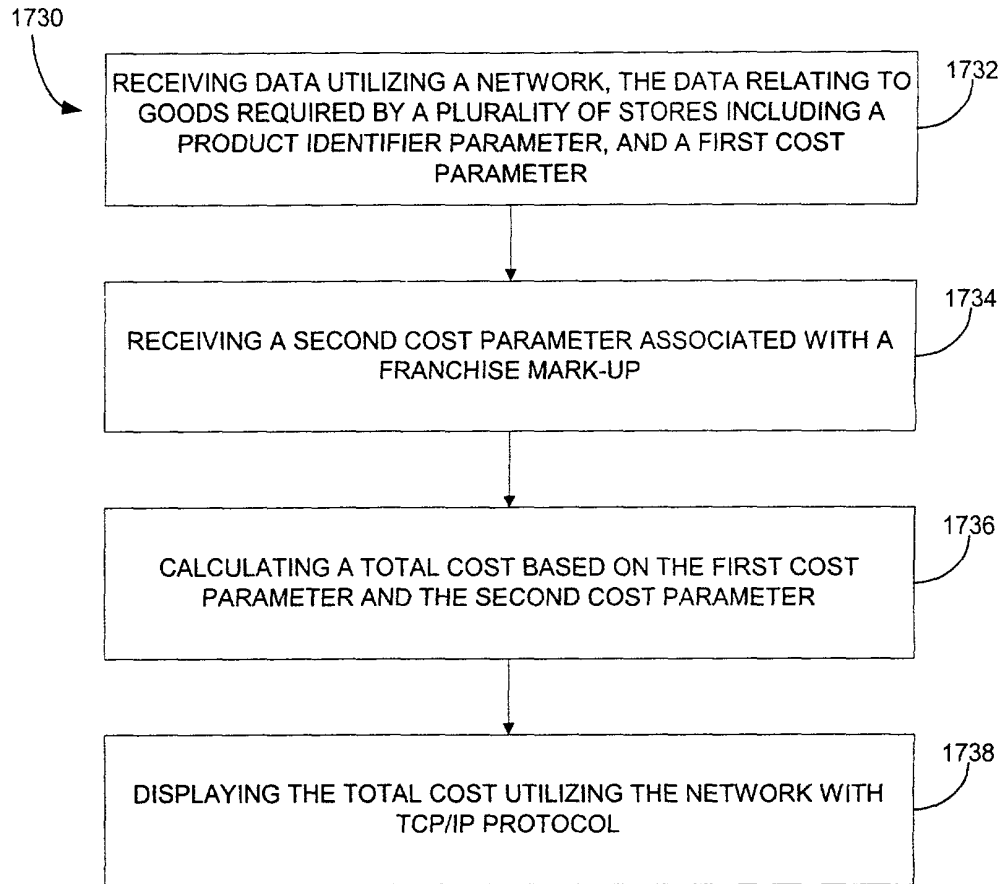 1730
RECEIVING DATA UTILIZING A NETWORK, THE DATA RELATING TO
GOODS REQUIRED BY A PLURALITY OF STORES INCLUDING A
PRODUCT IDENTIFIER PARAMETER, AND A FIRST COST
PARAMETER
1732
RECEIVING A SECOND COST PARAMETER ASSOCIATED WITH A
FRANCHISE MARK-UP
1734
CALCULATING A TOTAL COST BASED ON THE FIRST COST
PARAMETER AND THE SECOND COST PARAMETER
1736
DISPLAYING THE TOTAL COST UTILIZING THE NETWORK WITH
TCP/IP PROTOCOL
1738